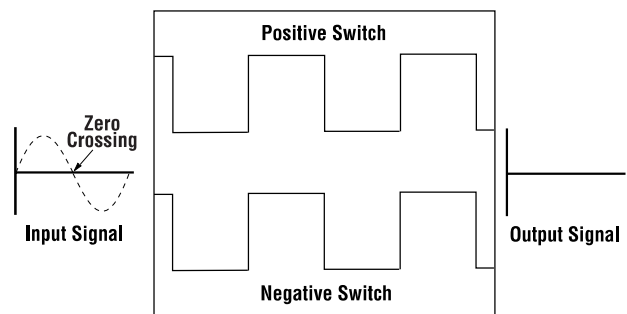 Positive Switch
Zero
Crossing
Input Signal
Output Signal
Negative Switch